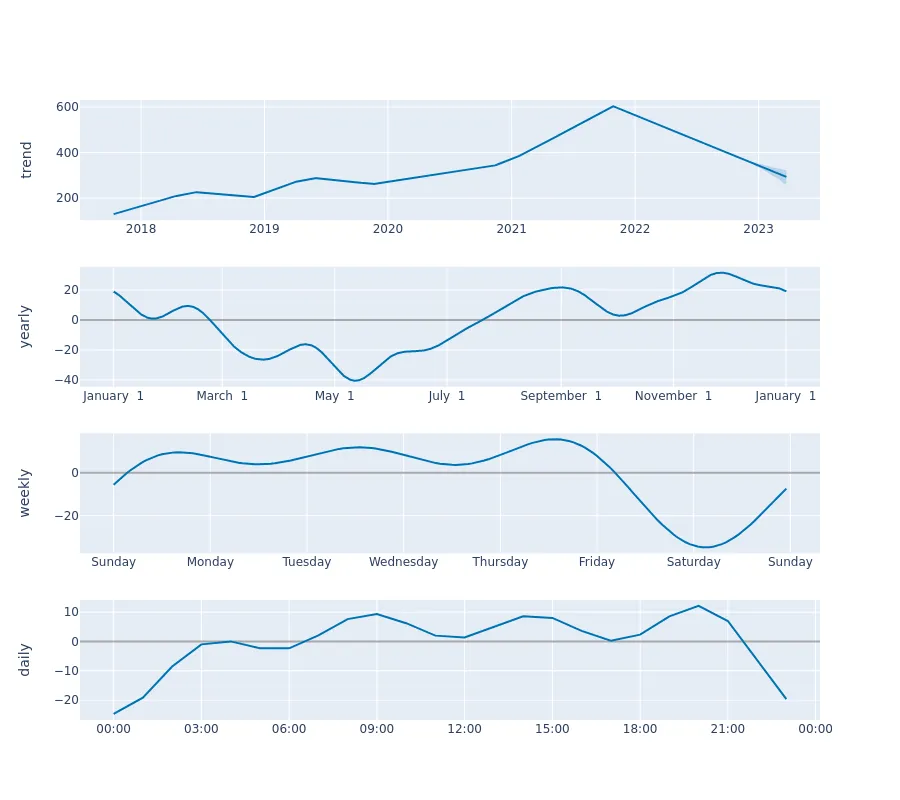 trend
600
400
200
2018 2019 2020 2021 2022 2023
yearly
20
0
−20
−40
January 1 March 1 May 1 July 1 September 1 November 1 January 1
weekly
0
−20
Sunday Monday Tuesday Wednesday Thursday Friday Saturday Sunday
daily
10
0
−10
−20
00:00 03:00 06:00 09:00 12:00 15:00 18:00 21:00 00:00